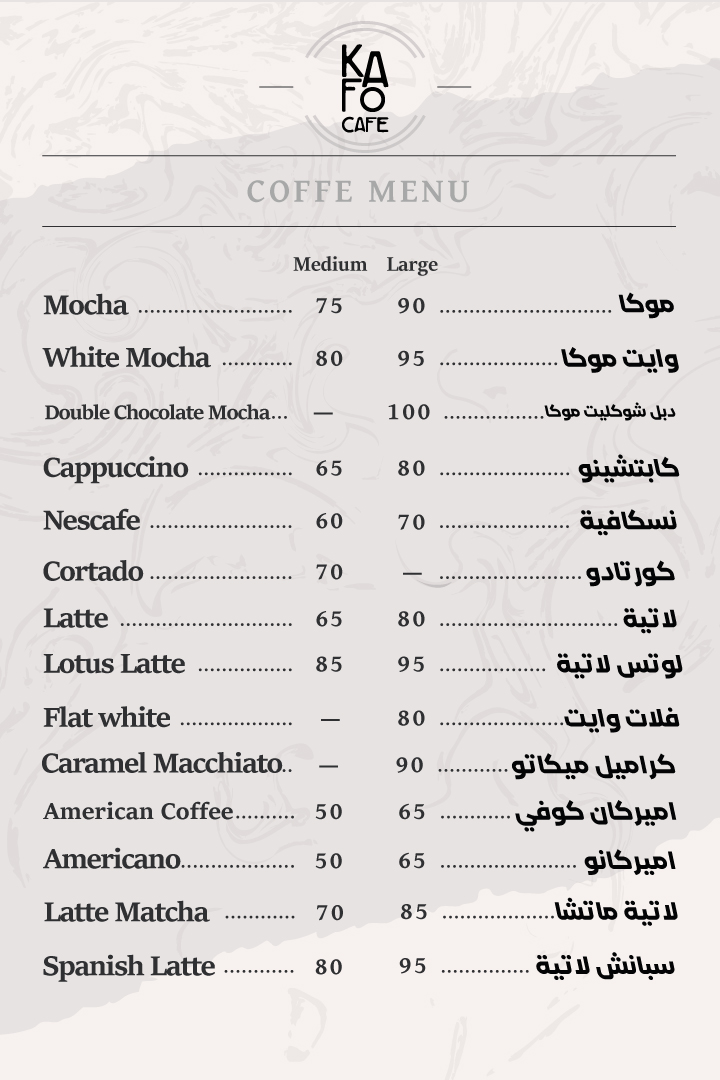 KA
FO
CAFE
COFFE MENU
Medium Large
Mocha ........................ 75 90 ........................... موكا
White Mocha ........... 80 95 .................. وايت موكا
Double Chocolate Mocha... — 100 ................ دبل شوكليت موكا
Cappuccino ............... 65 80 .................... كابتشينو
Nescafe ...................... 60 70 .................... نسكافية
Cortado ...................... 70 — ...................... كورتادو
Latte ........................... 65 80 ............................ لاتية
Lotus Latte ............... 85 95 ................. لوتس لاتية
Flat white .................. — 80 ................... فلات وايت
Caramel Macchiato.. — 90 ........... كراميل ميكاتو
American Coffee......... 50 65 ........... اميركان كوفي
Americano.................. 50 65 ..................... اميركانو
Latte Matcha ........... 70 85 ................. لاتية ماتشا
Spanish Latte ........... 80 95 .............. سبانش لاتية